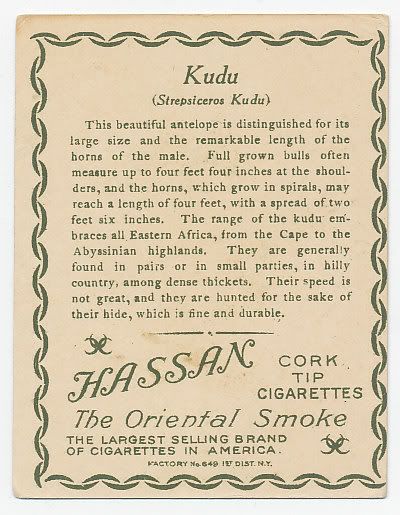 Kudu
(Strepsiceros Kudu)
This beautiful antelope is distinguished for its
large size and the remarkable length of the
horns of the male. Full grown bulls often
measure up to four feet four inches at the shoul-
ders, and the horns, which grow in spirals, may
reach a length of four feet, with a spread of two
feet six inches. The range of the kudu em-
braces all Eastern Africa, from the Cape to the
Abyssinian highlands. They are generally
found in pairs or in small parties, in hilly
country, among dense thickets. Their speed is
not great, and they are hunted for the sake of
their hide, which is fine and durable.
HASSAN
CORK
TIP
CIGARETTES
The Oriental Smoke
THE LARGEST SELLING BRAND
OF CIGARETTES IN AMERICA.
FACTORY No. 649 1ST DIST. N.Y.